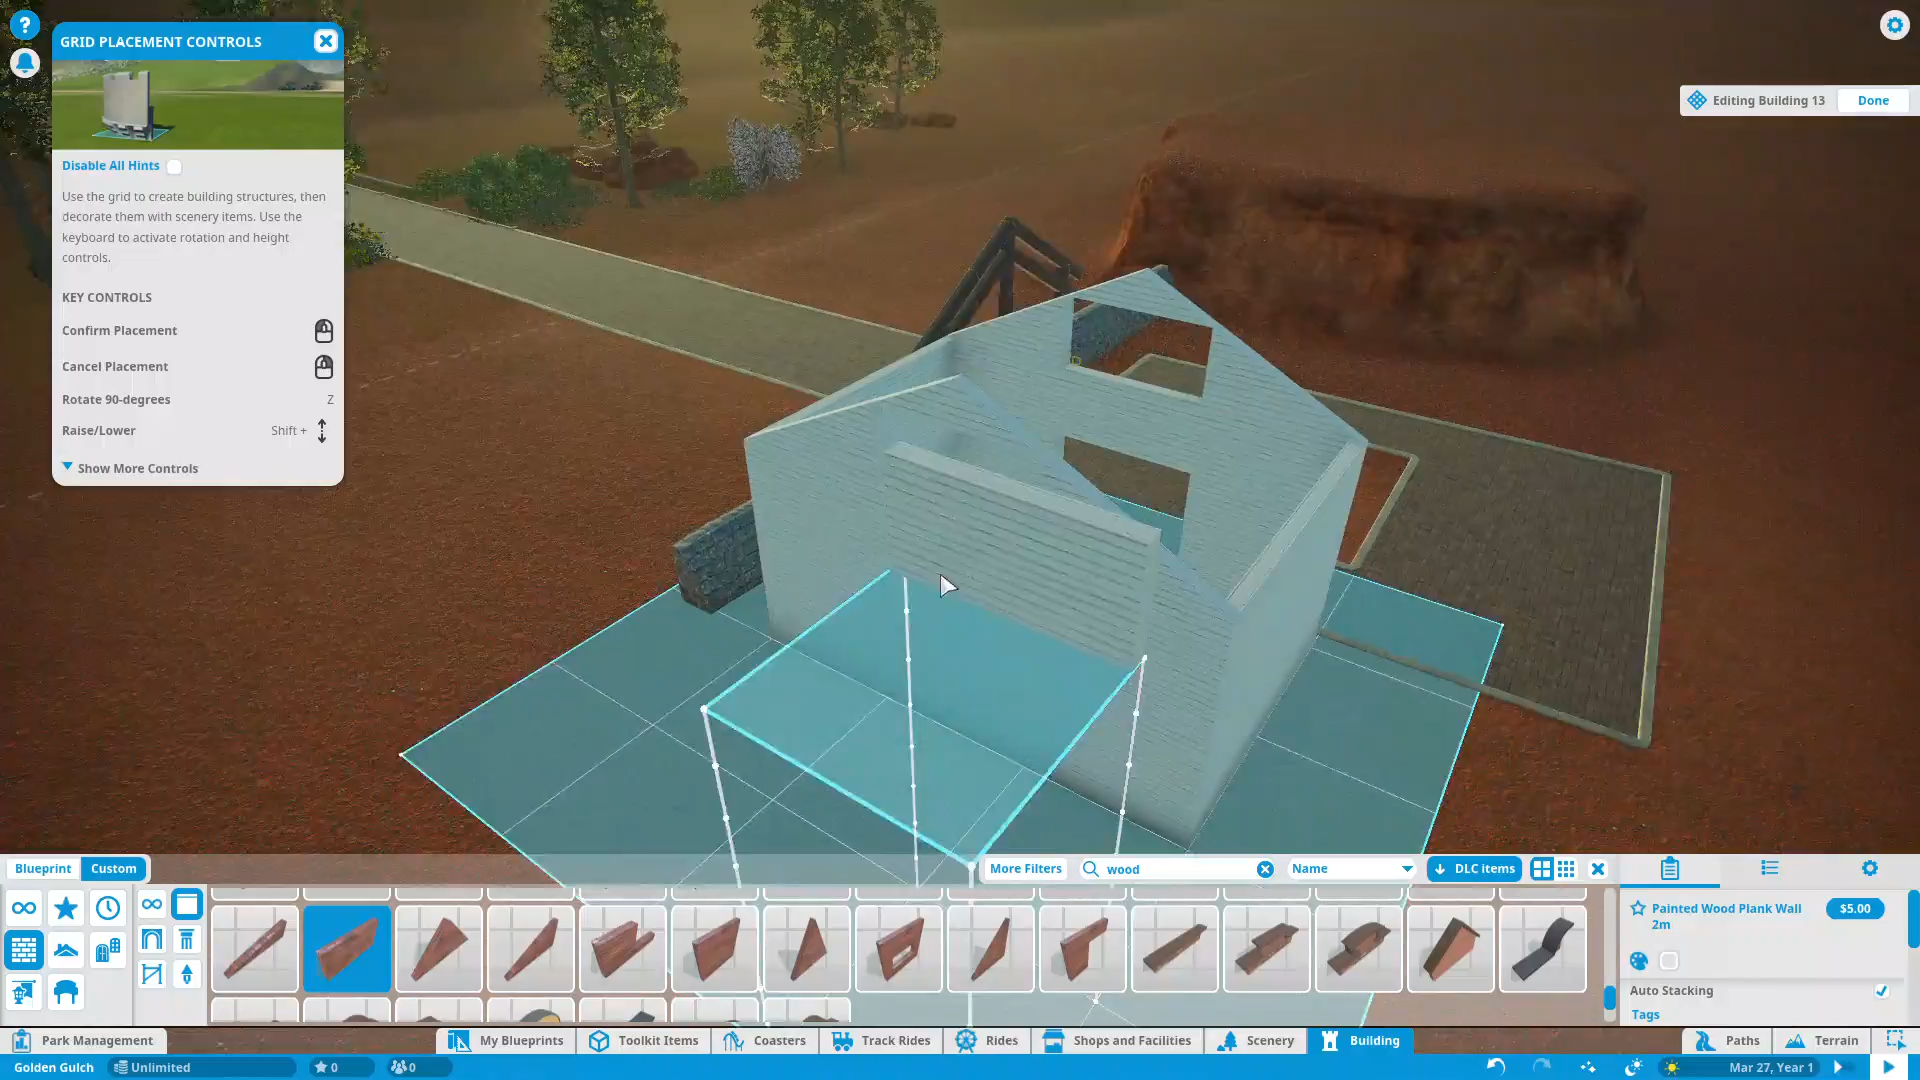 ?
GRID PLACEMENT CONTROLS
Editing Building 13
Done
Disable All Hints
Use the grid to create building structures, then
decorate them with scenery items. Use the
keyboard to activate rotation and height
controls.
KEY CONTROLS
Confirm Placement
Cancel Placement
Rotate 90-degrees Z
Raise/Lower Shift +
Show More Controls
Blueprint Custom
More Filters wood Name DLC items
Painted Wood Plank Wall
2m
$5.00
Auto Stacking
Tags
Park Management My Blueprints Toolkit Items Coasters Track Rides Rides Shops and Facilities Scenery Building Paths Terrain
Golden Gulch Unlimited 0 0 Mar 27, Year 1